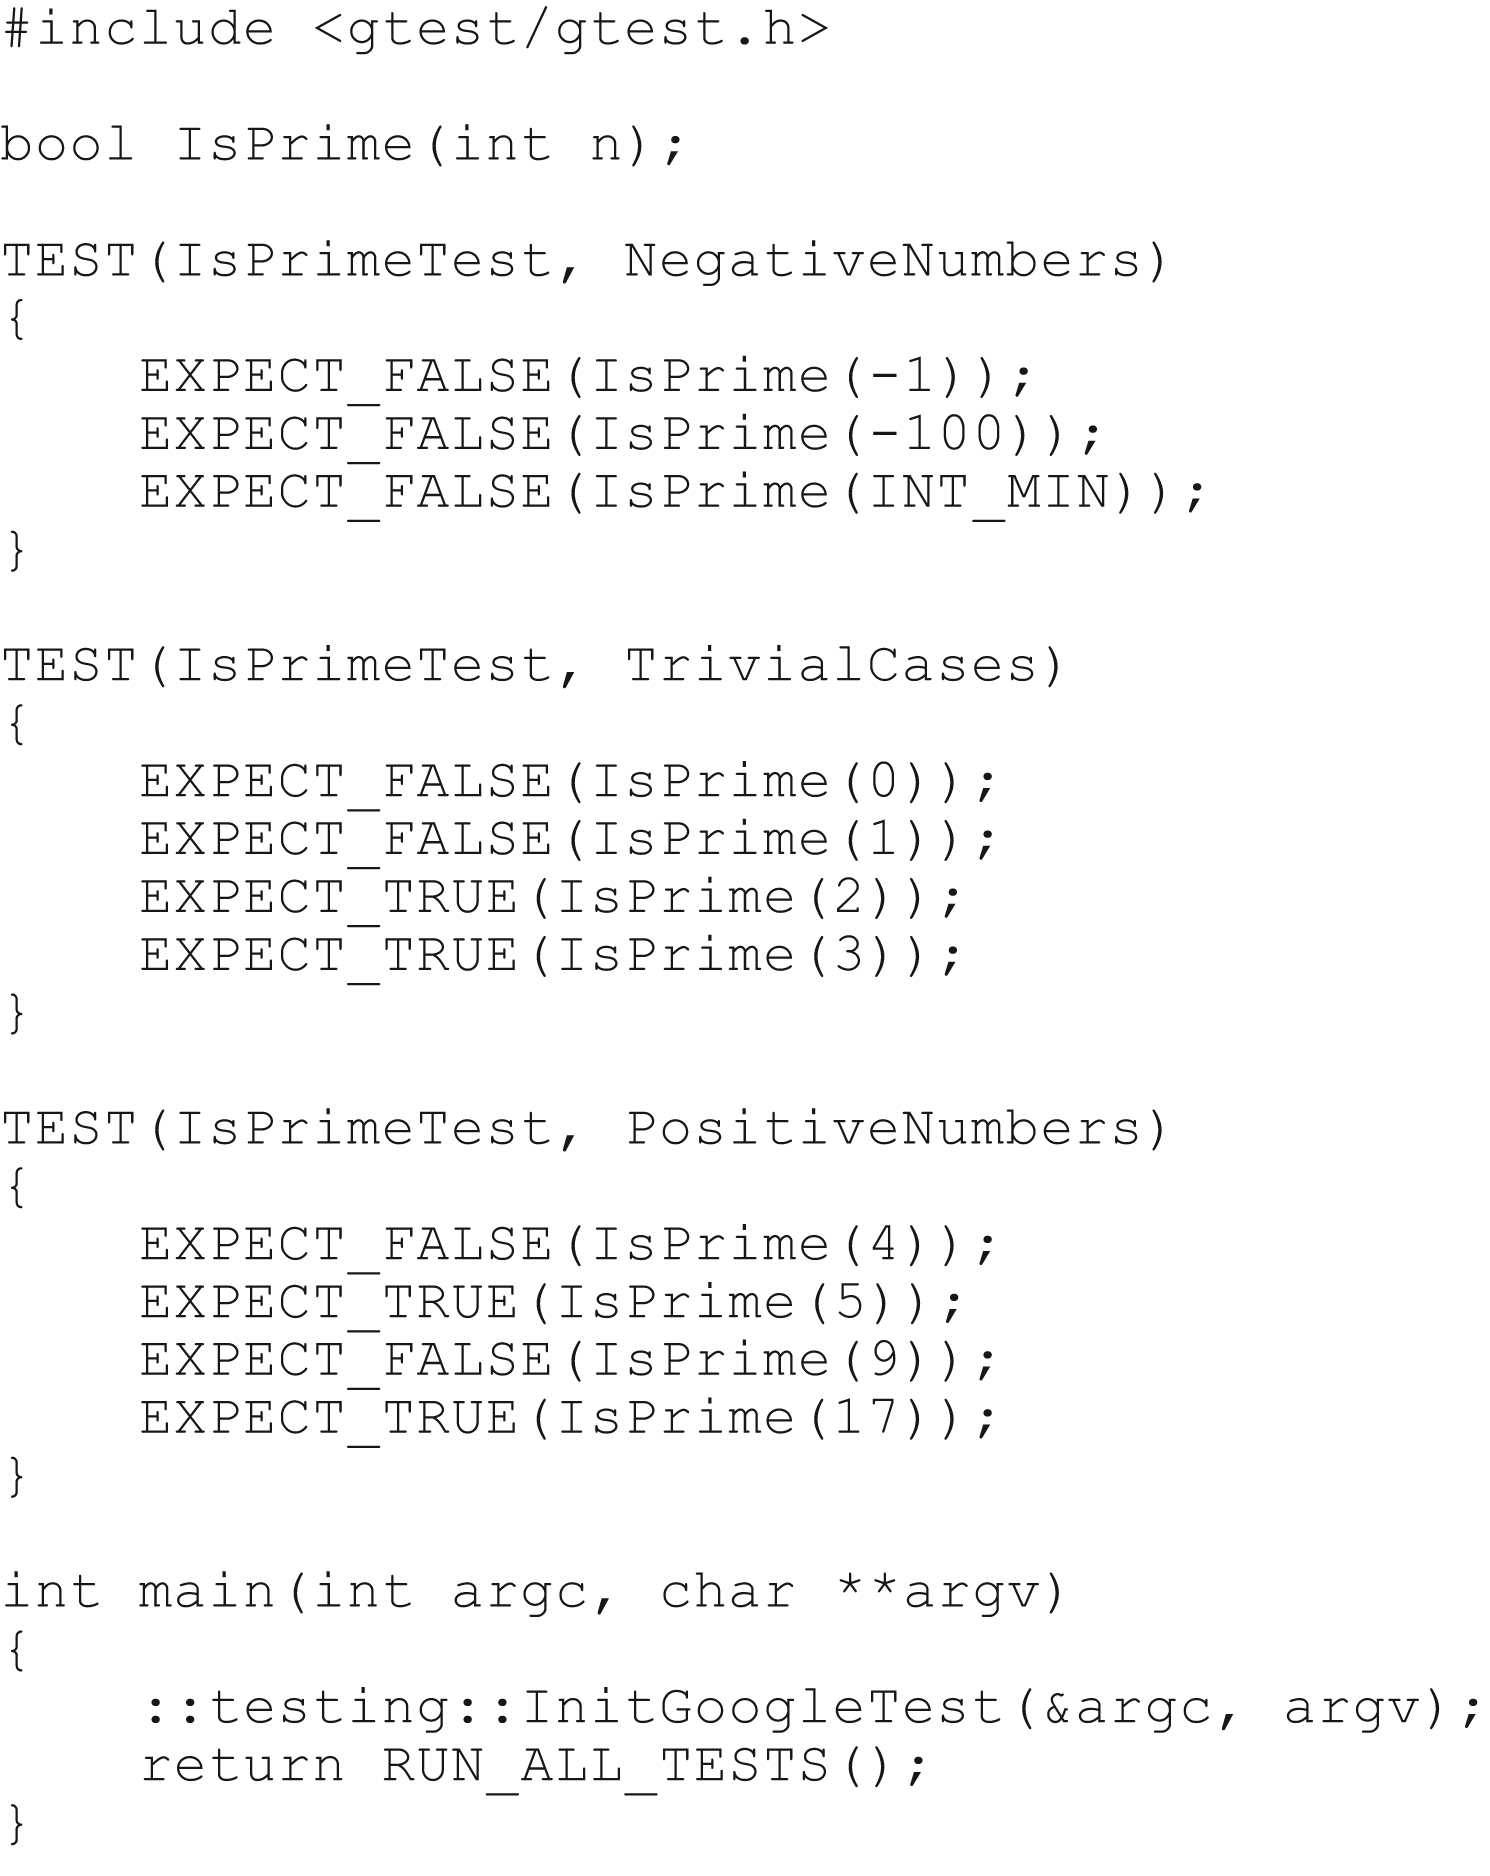 #include <gtest/gtest.h>

bool IsPrime(int n);

TEST(IsPrimeTest, NegativeNumbers)
{
    EXPECT_FALSE(IsPrime(-1));
    EXPECT_FALSE(IsPrime(-100));
    EXPECT_FALSE(IsPrime(INT_MIN));
}

TEST(IsPrimeTest, TrivialCases)
{
    EXPECT_FALSE(IsPrime(0));
    EXPECT_FALSE(IsPrime(1));
    EXPECT_TRUE(IsPrime(2));
    EXPECT_TRUE(IsPrime(3));
}

TEST(IsPrimeTest, PositiveNumbers)
{
    EXPECT_FALSE(IsPrime(4));
    EXPECT_TRUE(IsPrime(5));
    EXPECT_FALSE(IsPrime(9));
    EXPECT_TRUE(IsPrime(17));
}

int main(int argc, char **argv)
{
    ::testing::InitGoogleTest(&argc, argv);
    return RUN_ALL_TESTS();
}